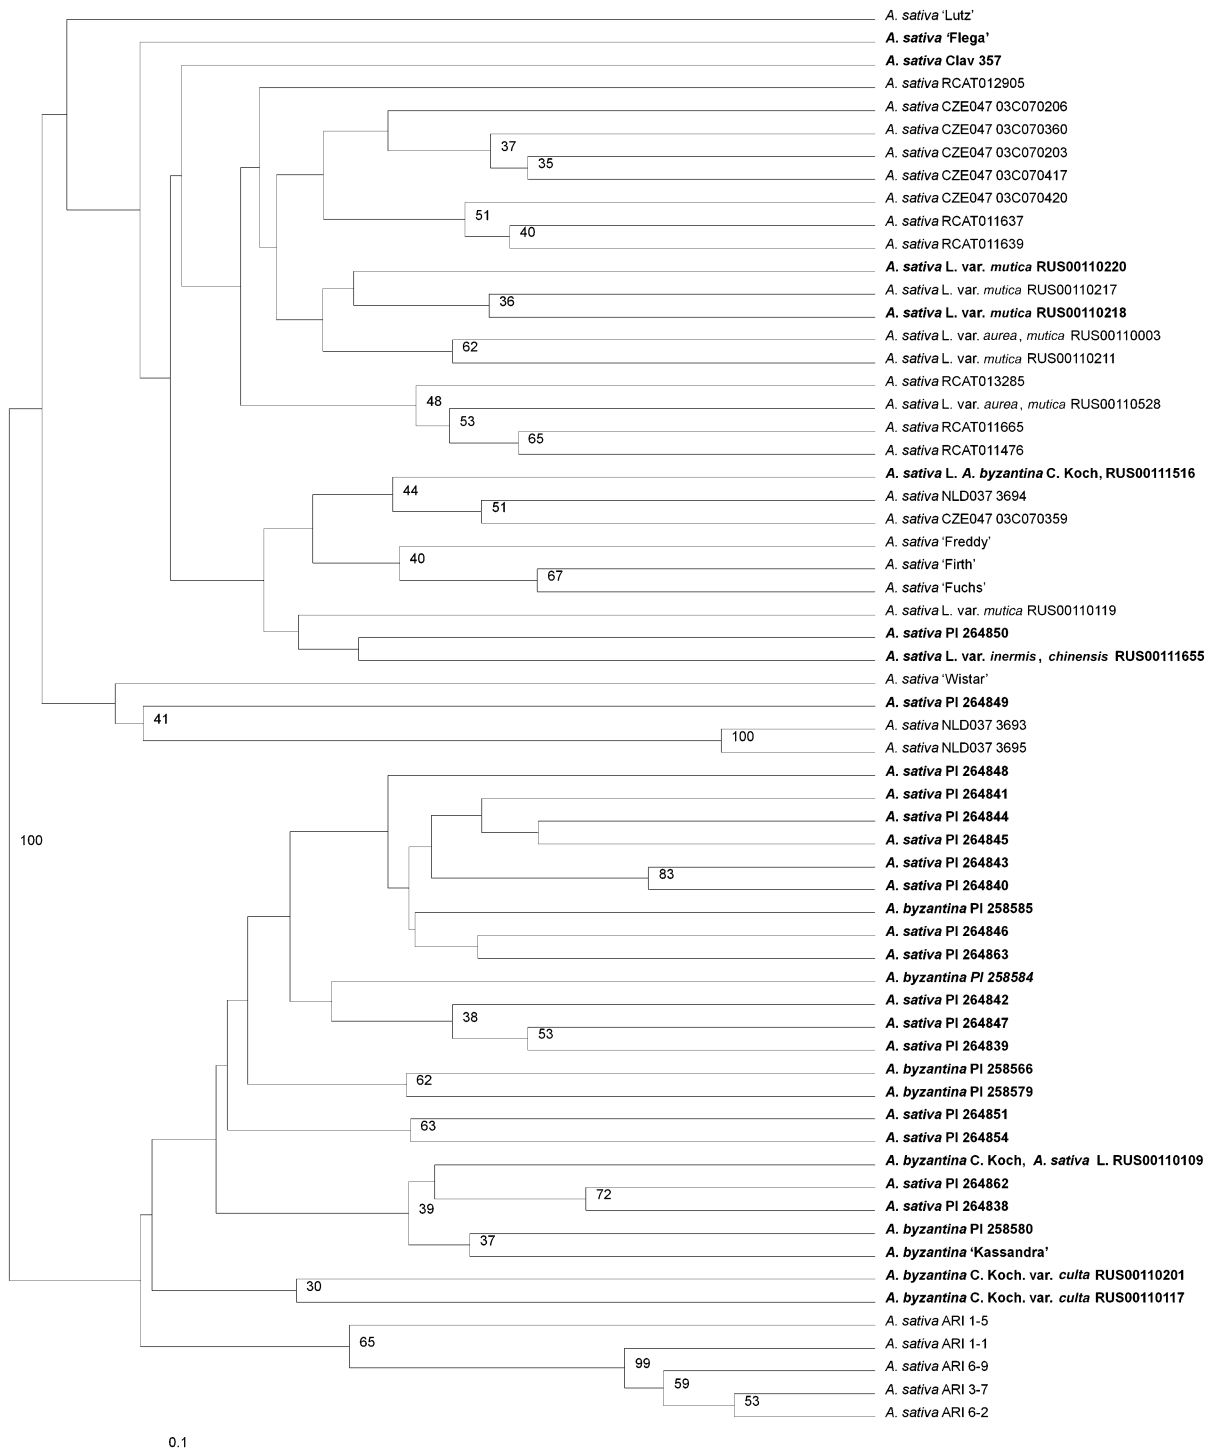 A. sativa ‘Lutz’
A. sativa ‘Flega’
A. sativa Clav 357
A. sativa RCAT012905
A. sativa CZE047 03C070206
A. sativa CZE047 03C070360
37
A. sativa CZE047 03C070203
35
A. sativa CZE047 03C070417
A. sativa CZE047 03C070420
51
A. sativa RCAT011637
40
A. sativa RCAT011639
A. sativa L. var. mutica RUS00110220
A. sativa L. var. mutica RUS00110217
36
A. sativa L. var. mutica RUS00110218
A. sativa L. var. aurea, mutica RUS00110003
62
A. sativa L. var. mutica RUS00110211
A. sativa RCAT013285
48
A. sativa L. var. aurea, mutica RUS00110528
53
A. sativa RCAT011665
65
A. sativa RCAT011476
A. sativa L. A. byzantina C. Koch, RUS00111516
44
A. sativa NLD037 3694
51
A. sativa CZE047 03C070359
A. sativa ‘Freddy’
40
A. sativa ‘Firth’
67
A. sativa ‘Fuchs’
A. sativa L. var. mutica RUS00110119
A. sativa PI 264850
A. sativa L. var. inermis, chinensis RUS00111655
A. sativa ‘Wistar’
A. sativa PI 264849
41
A. sativa NLD037 3693
100
A. sativa NLD037 3695
A. sativa PI 264848
A. sativa PI 264841
A. sativa PI 264844
A. sativa PI 264845
100
A. sativa PI 264843
83
A. sativa PI 264840
A. byzantina PI 258585
A. sativa PI 264846
A. sativa PI 264863
A. byzantina PI 258584
A. sativa PI 264842
38
A. sativa PI 264847
53
A. sativa PI 264839
A. byzantina PI 258566
62
A. byzantina PI 258579
A. sativa PI 264851
63
A. sativa PI 264854
A. byzantina C. Koch, A. sativa L. RUS00110109
A. sativa PI 264862
72
A. sativa PI 264838
39
A. byzantina PI 258580
37
A. byzantina ‘Kassandra’
A. byzantina C. Koch. var. culta RUS00110201
30
A. byzantina C. Koch. var. culta RUS00110117
A. sativa ARI 1-5
65
A. sativa ARI 1-1
99
A. sativa ARI 6-9
59
A. sativa ARI 3-7
53
A. sativa ARI 6-2
0.1